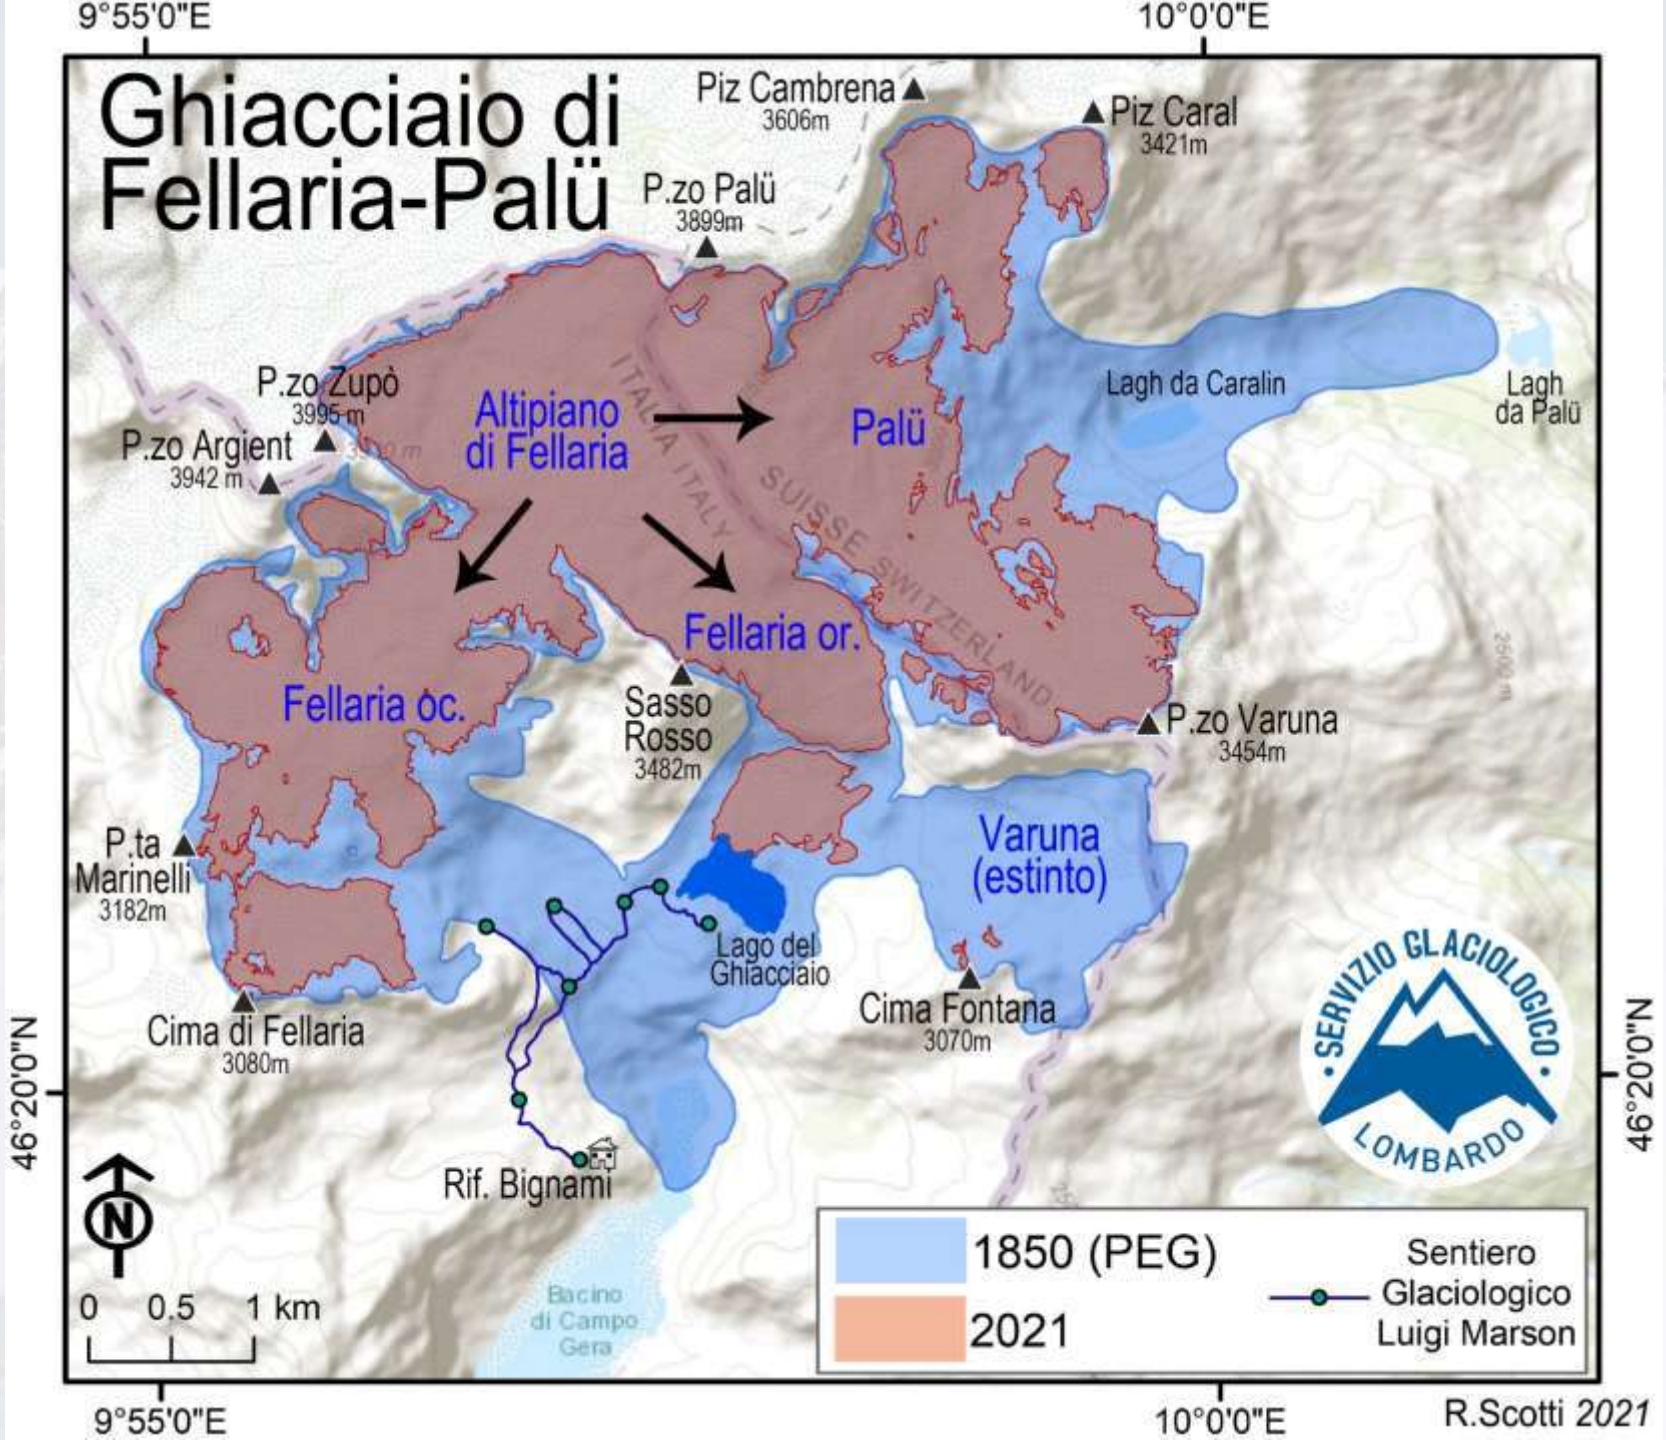 9°55'0"E
10°0'0"E
Ghiacciaio di
Fellaria-Palü
Piz Cambrena
3606m
Piz Caral
3421m
P.zo Palü
3899m
P.zo Zupò
3995 m
P.zo Argient
3942 m
Altipiano
di Fellaria
ITALIA ITALY
SUISSE SWITZERLAND
Palü
Lagh da Caralin
Lagh
da Palü
Fellaria or.
Fellaria oc.
Sasso
Rosso
3482m
P.zo Varuna
3454m
2500 m
P.ta
Marinelli
3182m
Varuna
(estinto)
Lago del
Ghiacciaio
Cima Fontana
3070m
Cima di Fellaria
3080m
46°20'0"N
46°20'0"N
Rif. Bignami
SERVIZIO GLACIOLOGICO
LOMBARDO
N
0 0.5 1 km
Bacino
di Campo
Gera
1850 (PEG)
2021
Sentiero
Glaciologico
Luigi Marson
9°55'0"E
10°0'0"E
R.Scotti 2021